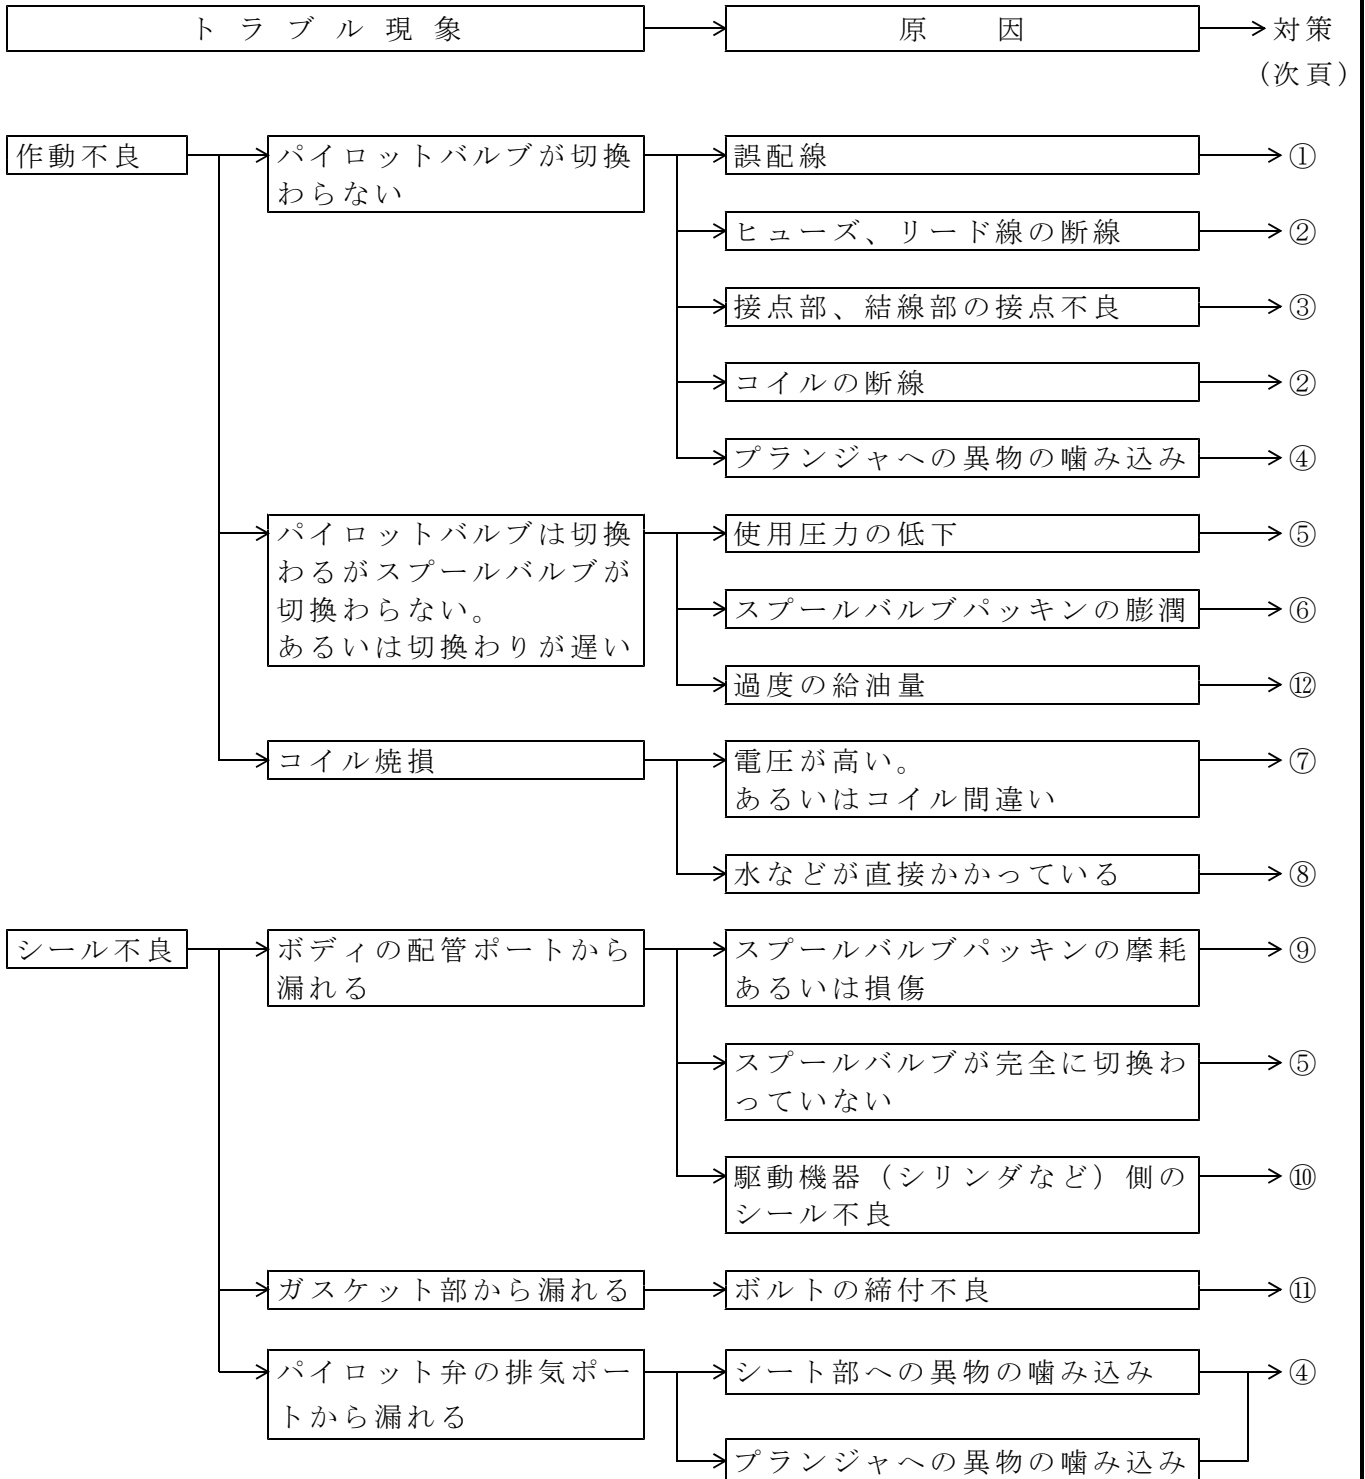 トラブル現象
原因
対策
(次頁)
作動不良
パイロットバルブが切換
わらない
誤配線
①
ヒューズ、リード線の断線
②
接点部、結線部の接点不良
③
コイルの断線
②
プランジャへの異物の噛み込み
④
パイロットバルブは切換
わるがスプールバルブが
切換わらない。
あるいは切換わりが遅い
使用圧力の低下
⑤
スプールバルブパッキンの膨潤
⑥
過度の給油量
⑫
コイル焼損
電圧が高い。
あるいはコイル間違い
⑦
水などが直接かかっている
⑧
シール不良
ボディの配管ポートから
漏れる
スプールバルブパッキンの摩耗
あるいは損傷
⑨
スプールバルブが完全に切換わ
っていない
⑤
駆動機器（シリンダなど）側の
シール不良
⑩
ガスケット部から漏れる
ボルトの締付不良
⑪
パイロット弁の排気ポー
トから漏れる
シート部への異物の噛み込み
④
プランジャへの異物の噛み込み